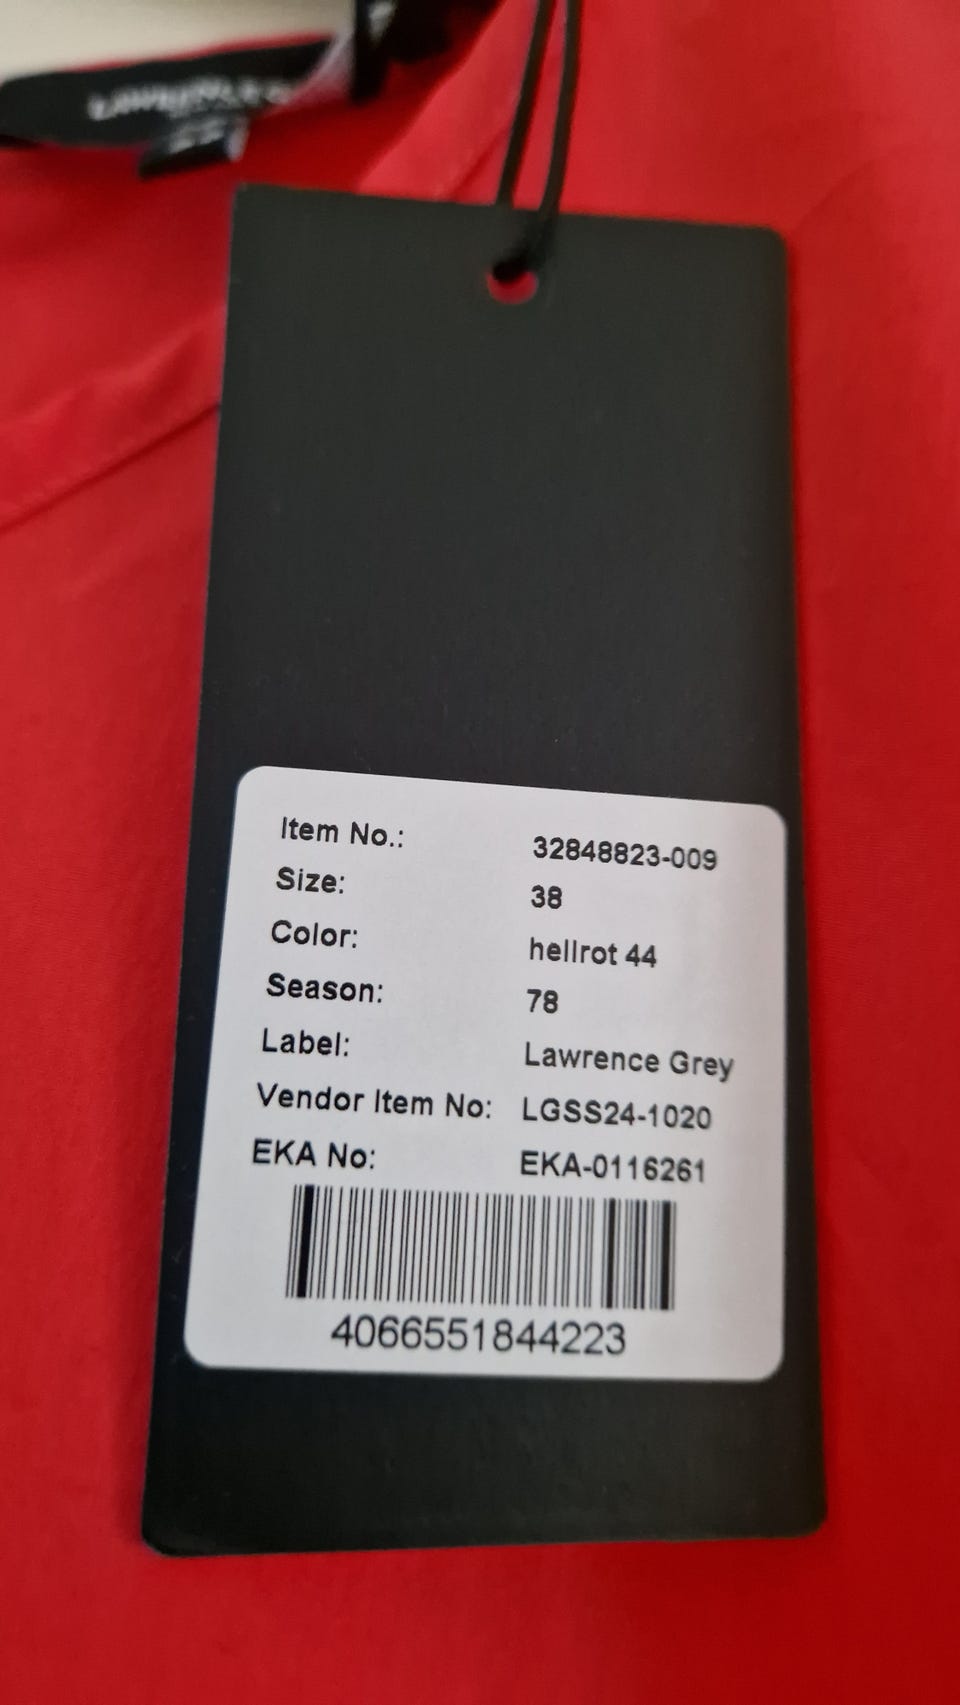 Item No.: 32848823-009
Size: 38
Color: hellrot 44
Season: 78
Label: Lawrence Grey
Vendor Item No: LGSS24-1020
EKA No: EKA-0116261
4066551844223